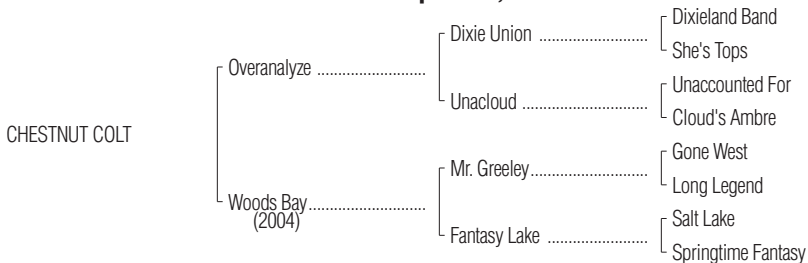 Dixieland Band
Dixie Union ..........................
She's Tops
Overanalyze ..........................
Unaccounted For
Unacloud ..............................
Cloud's Ambre
CHESTNUT COLT
Gone West
Mr. Greeley............................
Long Legend
Woods Bay............................
(2004)
Salt Lake
Fantasy Lake ........................
Springtime Fantasy